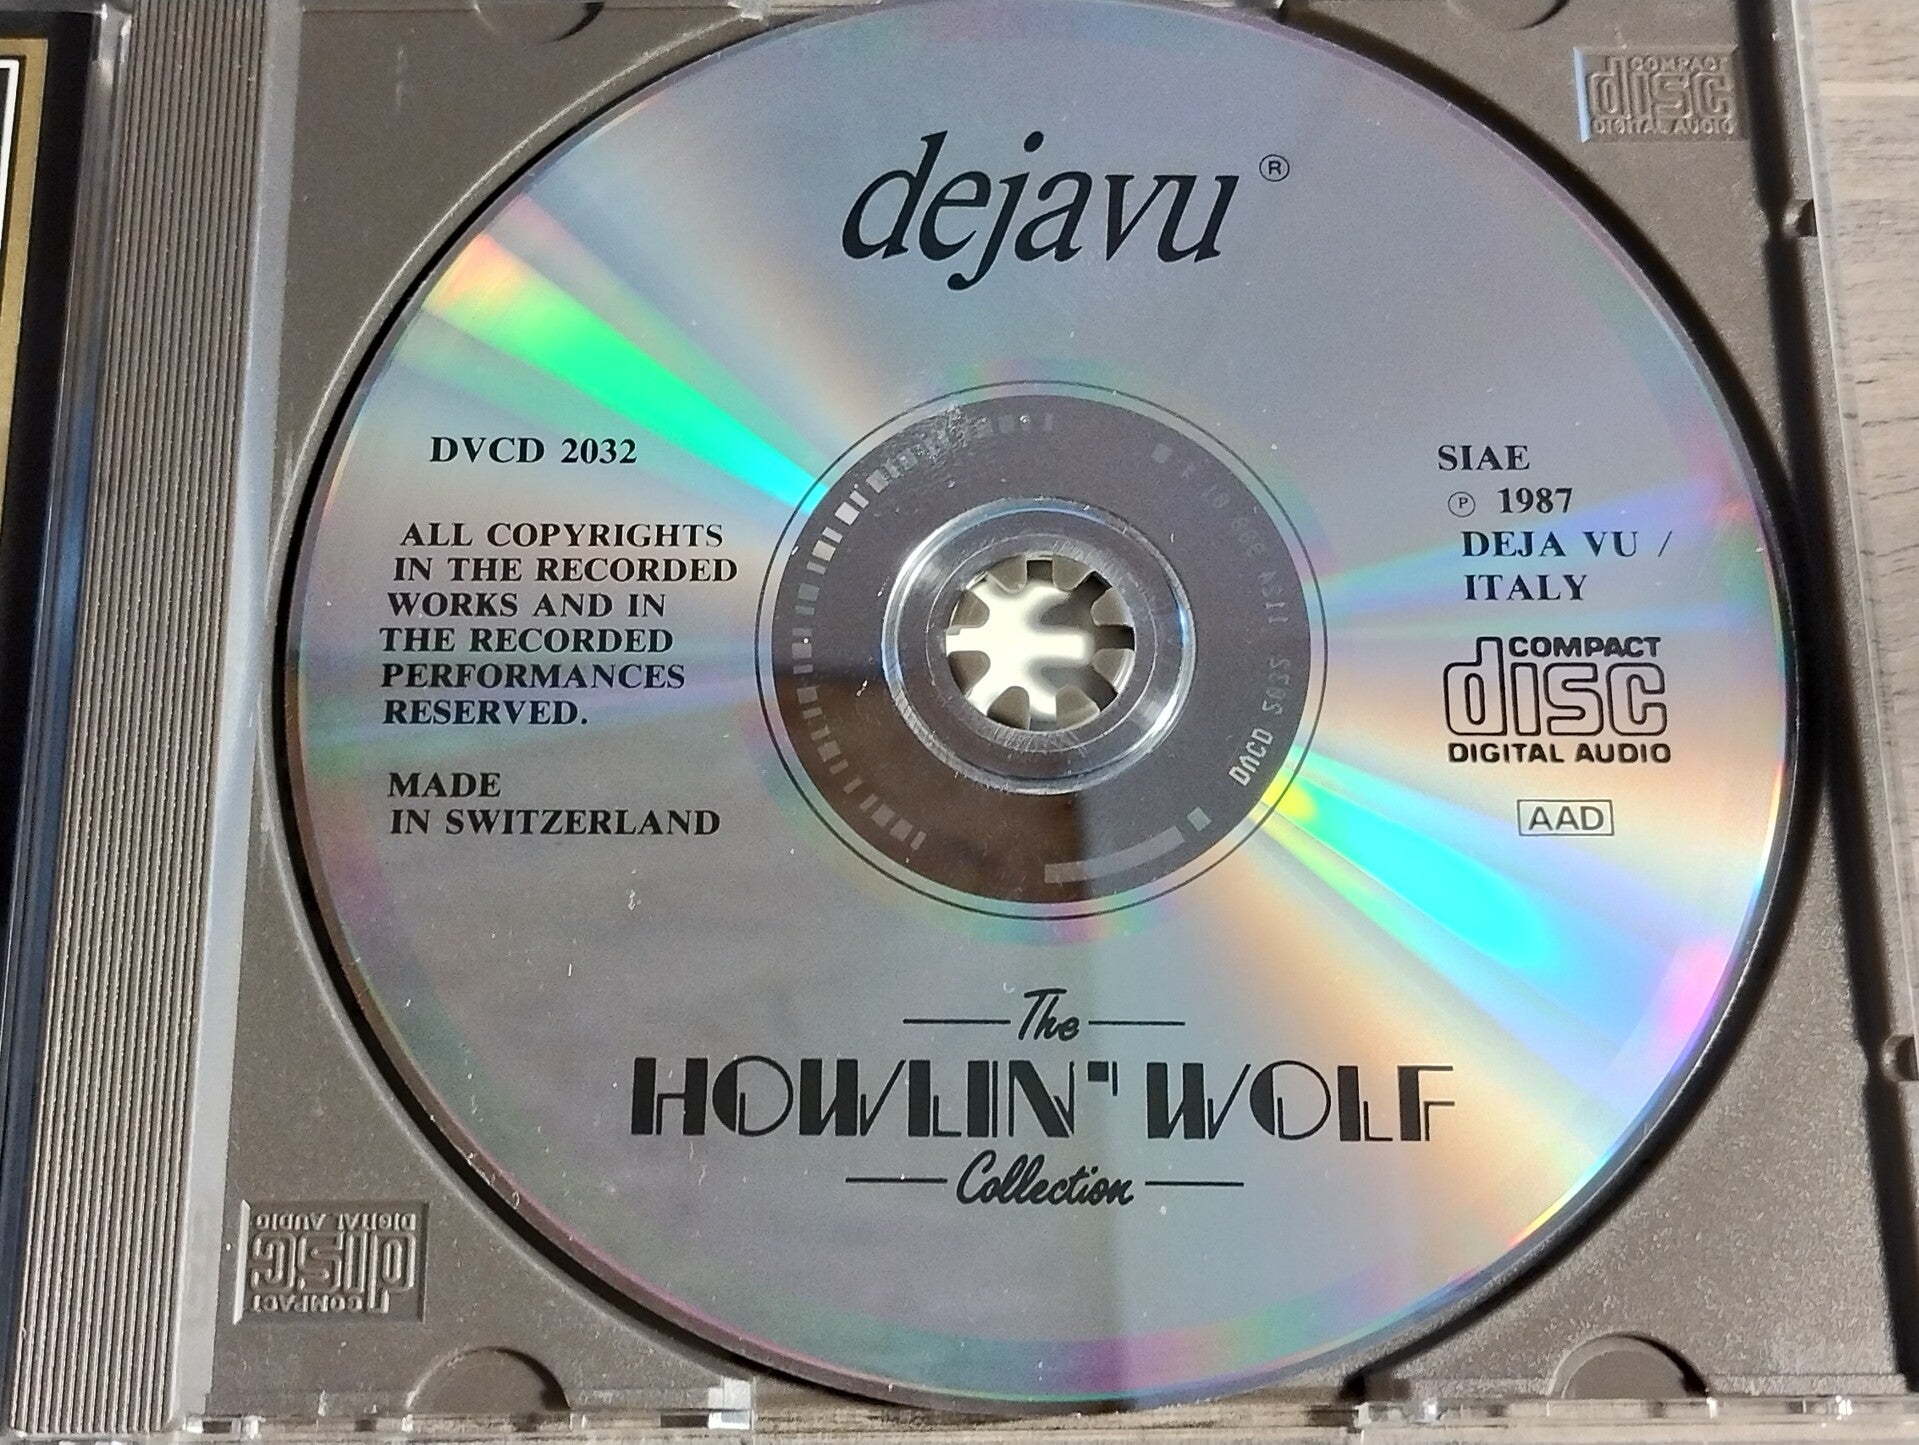 dejavu ®
DVCD 2032
ALL COPYRIGHTS
IN THE RECORDED
WORKS AND IN
THE RECORDED
PERFORMANCES
RESERVED.
MADE
IN SWITZERLAND
SIAE
℗ 1987
DEJA VU /
ITALY
COMPACT
disc
DIGITAL AUDIO
AAD
The
HOWLIN' WOLF
Collection
COMPACT
disc
DIGITAL AUDIO
COMPACT
disc
DIGITAL AUDIO